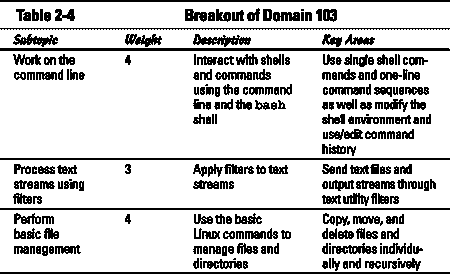 Table 2-4 Breakout of Domain 103
Subtopic Weight Description Key Areas
Work on the 4 Interact with shells Use single shell com-
command line and commands mands and one-line
using the command command sequences
line and the bash as well as modify the
shell shell environment and
use/edit command
history
Process text 3 Apply filters to text Send text files and
streams using streams output streams through
filters text utility filters
Perform 4 Use the basic Copy, move, and
basic file Linux commands to delete files and
management manage files and directories individu-
directories ally and recursively